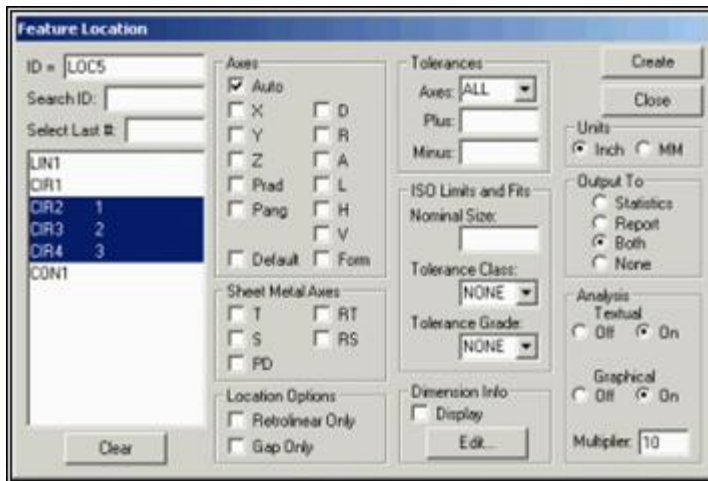 Feature Location
ID = LOC5
Search ID:
Select Last #:
LIN1
CIR1
CIR2 1
CIR3 2
CIR4 3
CON1
Clear
Axes
Auto
X D
Y R
Z A
Prad L
Pang H
V
Default Form
Sheet Metal Axes
T RT
S RS
PD
Location Options
Retrolinear Only
Gap Only
Tolerances
Axes: ALL
Plus:
Minus:
ISO Limits and Fits
Nominal Size:
Tolerance Class:
NONE
Tolerance Grade:
NONE
Dimension Info
Display
Edit...
Create
Close
Units
Inch MM
Output To
Statistics
Report
Both
None
Analysis
Textual
Off On
Graphical
Off On
Multiplier: 10